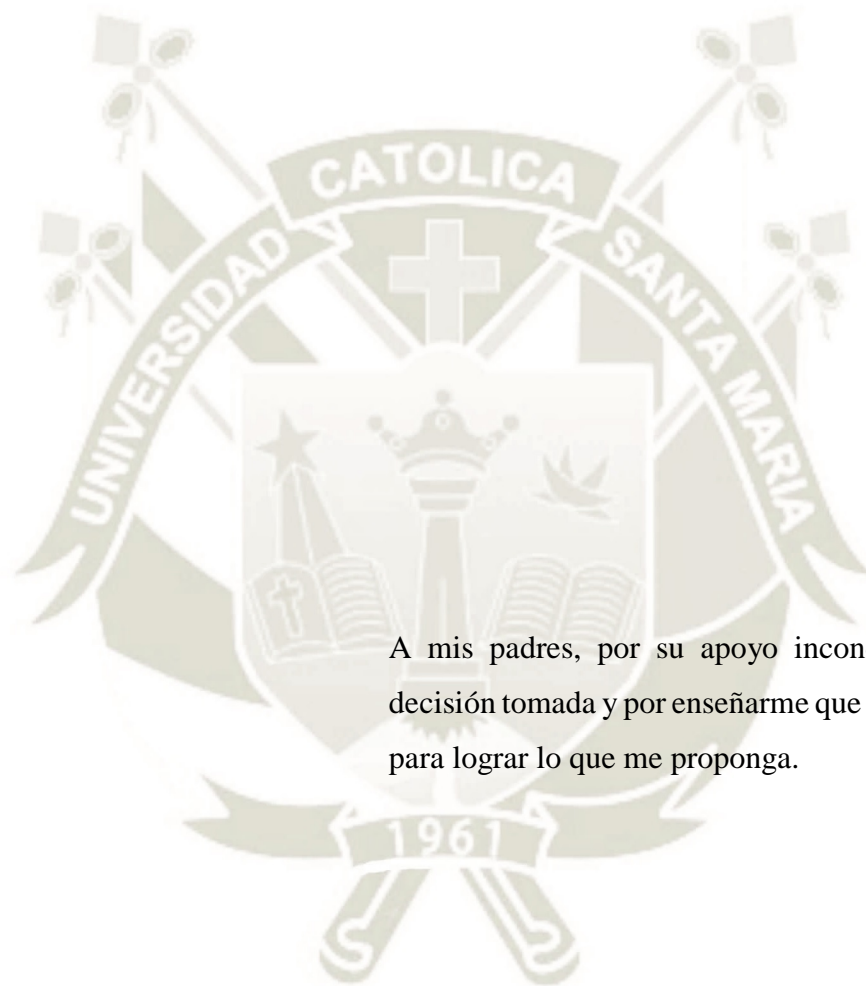 CATOLICA
UNIVERSIDAD
SANTA MARIA
A mis padres, por su apoyo incon
decisión tomada y por enseñarme que
para lograr lo que me proponga.
1961